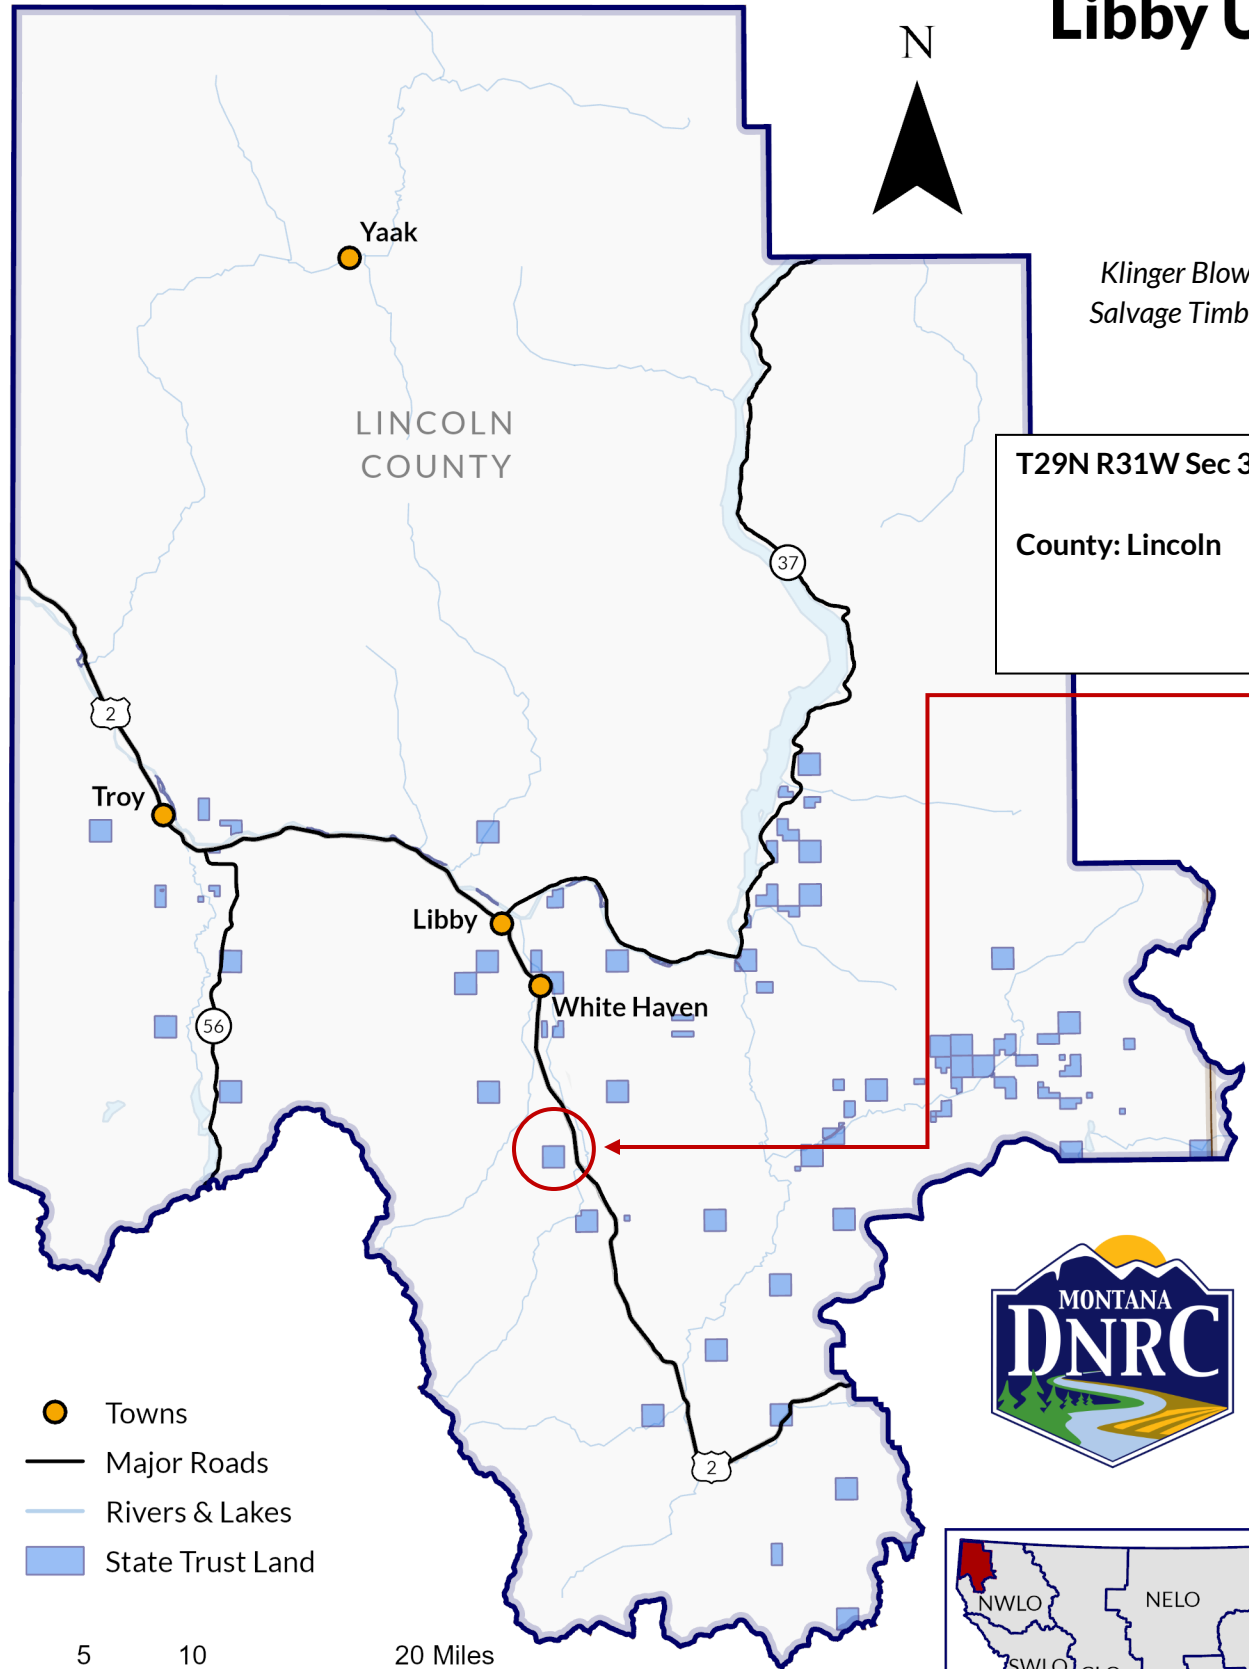 Libby U
N
Klinger Blow
Salvage Timb
Yaak
LINCOLN
COUNTY
T29N R31W Sec 3
County: Lincoln
37
2
Troy
Libby
White Haven
56
MONTANA
DNRC
2
Towns
Major Roads
Rivers & Lakes
State Trust Land
NWLO
NELO
SWLO
CLO
5 10 20 Miles